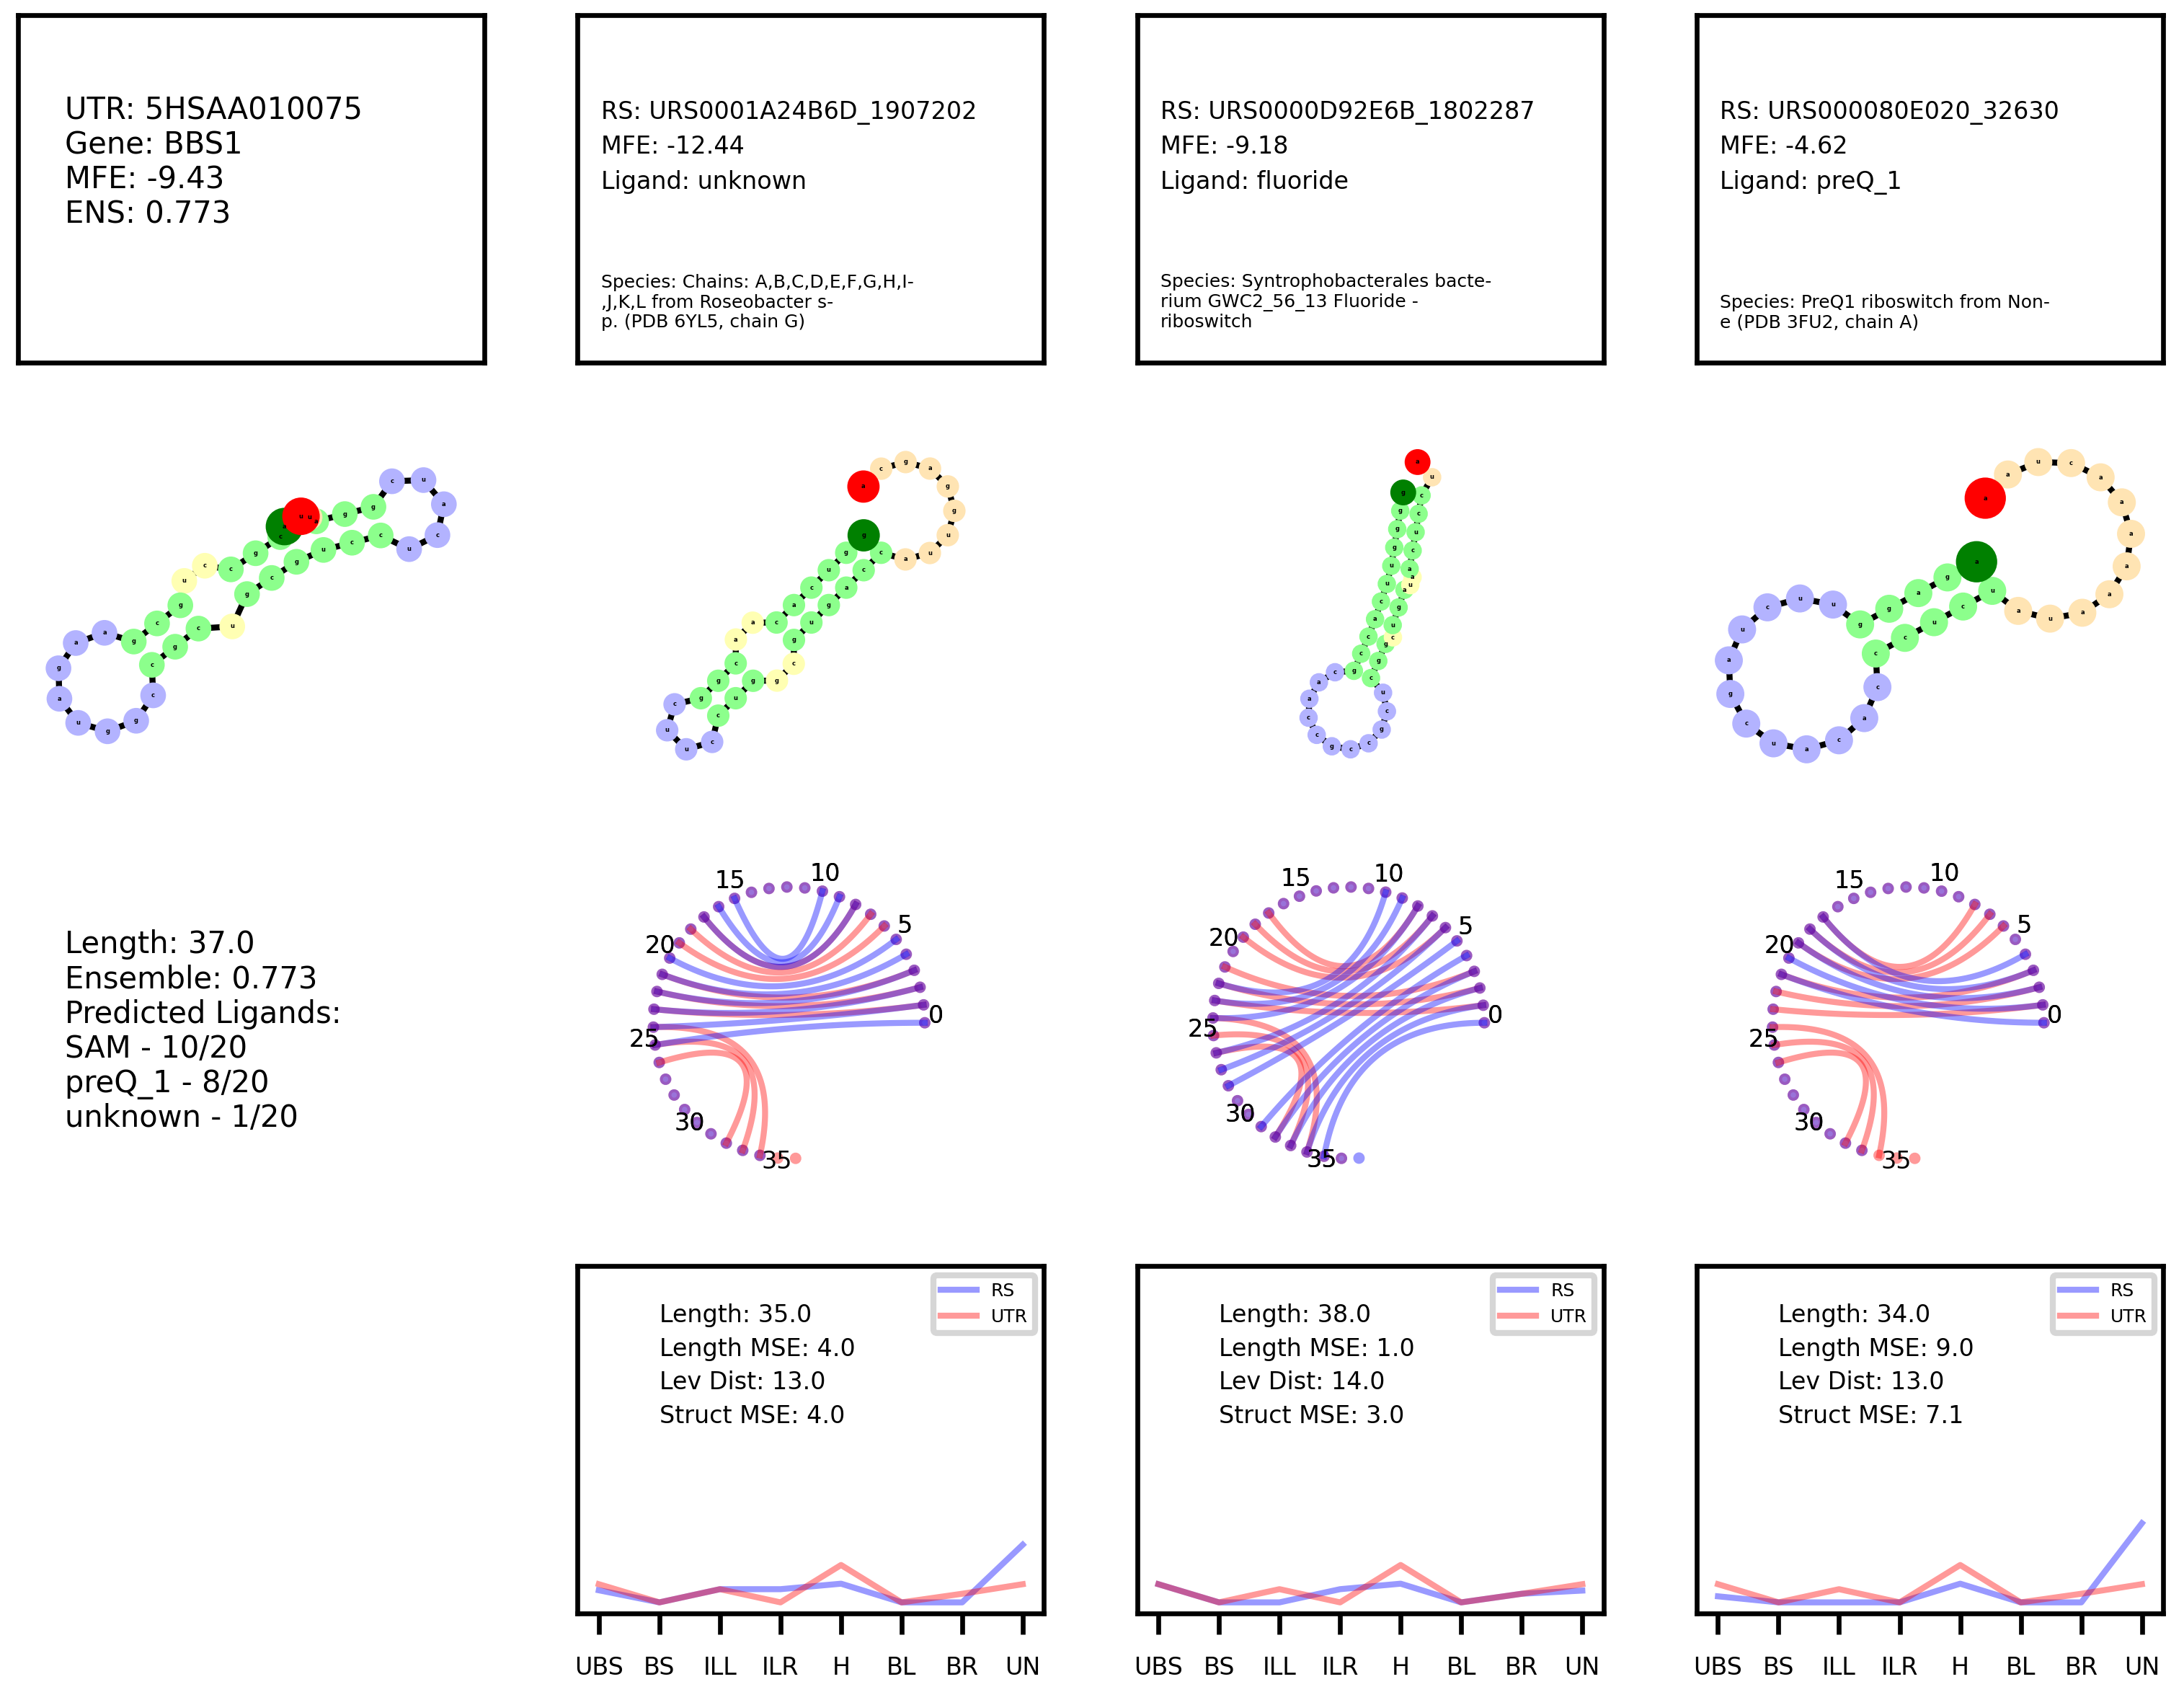 UTR: 5HSAA010075
Gene: BBS1
MFE: -9.43
ENS: 0.773
RS: URS0001A24B6D_1907202
MFE: -12.44
Ligand: unknown
Species: Chains: A,B,C,D,E,F,G,H,I-
,J,K,L from Roseobacter s-
p. (PDB 6YL5, chain G)
RS: URS0000D92E6B_1802287
MFE: -9.18
Ligand: fluoride
Species: Syntrophobacterales bacte-
rium GWC2_56_13 Fluoride -
riboswitch
RS: URS000080E020_32630
MFE: -4.62
Ligand: preQ_1
Species: PreQ1 riboswitch from Non-
e (PDB 3FU2, chain A)
Length: 37.0
Ensemble: 0.773
Predicted Ligands:
SAM - 10/20
preQ_1 - 8/20
unknown - 1/20
0
5
10
15
20
25
30
35
0
5
10
15
20
25
30
35
0
5
10
15
20
25
30
35
RS
UTR
Length: 35.0
Length MSE: 4.0
Lev Dist: 13.0
Struct MSE: 4.0
UBS BS ILL ILR H BL BR UN
RS
UTR
Length: 38.0
Length MSE: 1.0
Lev Dist: 14.0
Struct MSE: 3.0
UBS BS ILL ILR H BL BR UN
RS
UTR
Length: 34.0
Length MSE: 9.0
Lev Dist: 13.0
Struct MSE: 7.1
UBS BS ILL ILR H BL BR UN